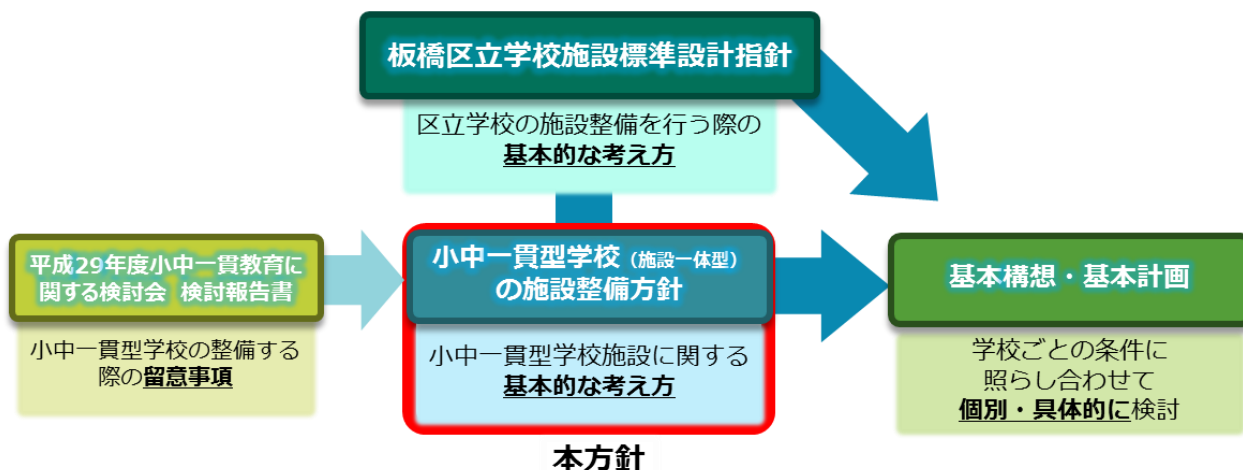 板橋区立学校施設標準設計指針
区立学校の施設整備を行う際の
基本的な考え方
平成29年度小中一貫教育に
関する検討会 検討報告書
小中一貫型学校の整備する
際の留意事項
小中一貫型学校（施設一体型）
の施設整備方針
小中一貫型学校施設に関する
基本的な考え方
本方針
基本構想・基本計画
学校ごとの条件に
照らし合わせて
個別・具体的に検討